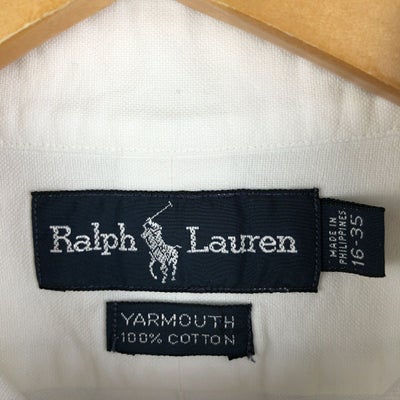 Ralph Lauren
MADE IN
PHILIPPINES
16-35
YARMOUTH
100% COTTON